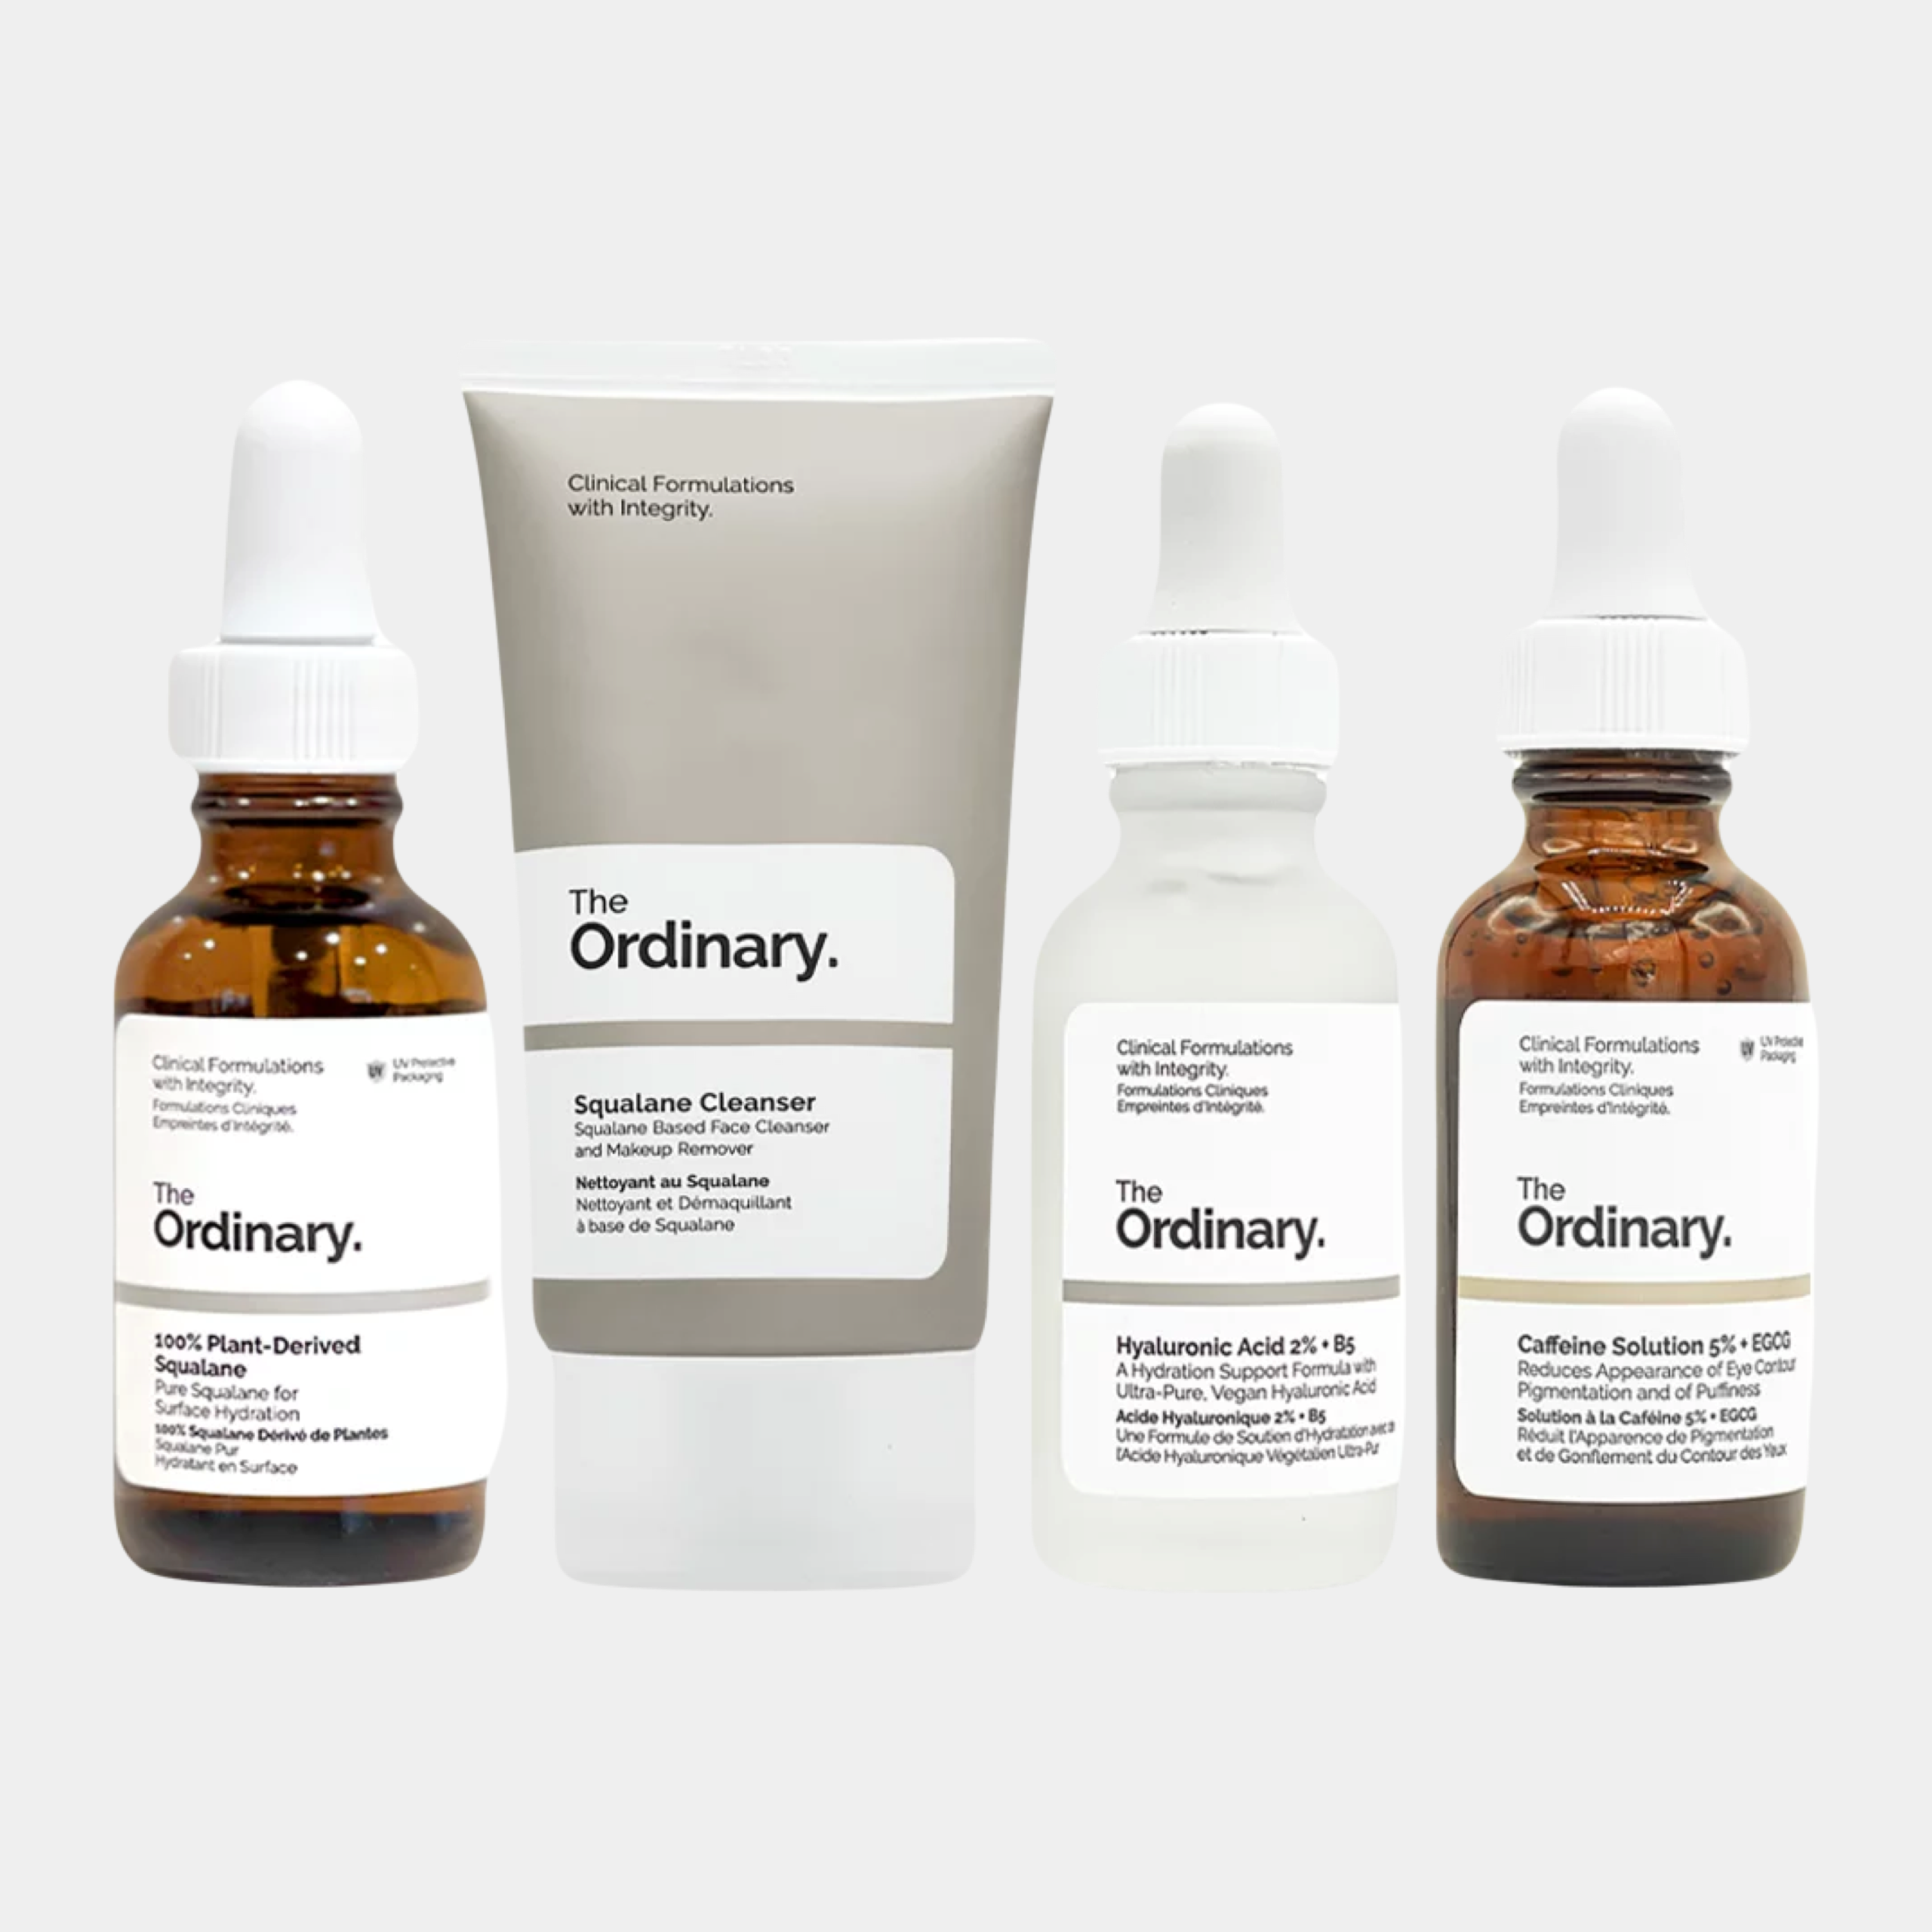 Clinical Formulations
with Integrity.
Formulations Cliniques
Empreintes d'Intégrité.
UV
UV Protective
Packaging
The
Ordinary.
100% Plant-Derived
Squalane
Pure Squalane for
Surface Hydration
100% Squalane Dérivé de Plantes
Squalane Pur
Hydratant en Surface
Clinical Formulations
with Integrity.
The
Ordinary.
Squalane Cleanser
Squalane Based Face Cleanser
and Makeup Remover
Nettoyant au Squalane
Nettoyant et Démaquillant
à base de Squalane
Clinical Formulations
with Integrity.
Formulations Cliniques
Empreintes d'Intégrité.
The
Ordinary.
Hyaluronic Acid 2% + B5
A Hydration Support Formula with
Ultra-Pure, Vegan Hyaluronic Acid
Acide Hyaluronique 2% + B5
Une Formule de Soutien d'Hydratation avec de
l'Acide Hyaluronique Végétalien Ultra-Pur
Clinical Formulations
with Integrity.
Formulations Cliniques
Empreintes d'Intégrité.
UV
UV Protective
Packaging
The
Ordinary.
Caffeine Solution 5% + EGCG
Reduces Appearance of Eye Contour
Pigmentation and of Puffiness
Solution à la Caféine 5% + EGCG
Réduit l'Apparence de Pigmentation
et de Gonflement du Contour des Yeux